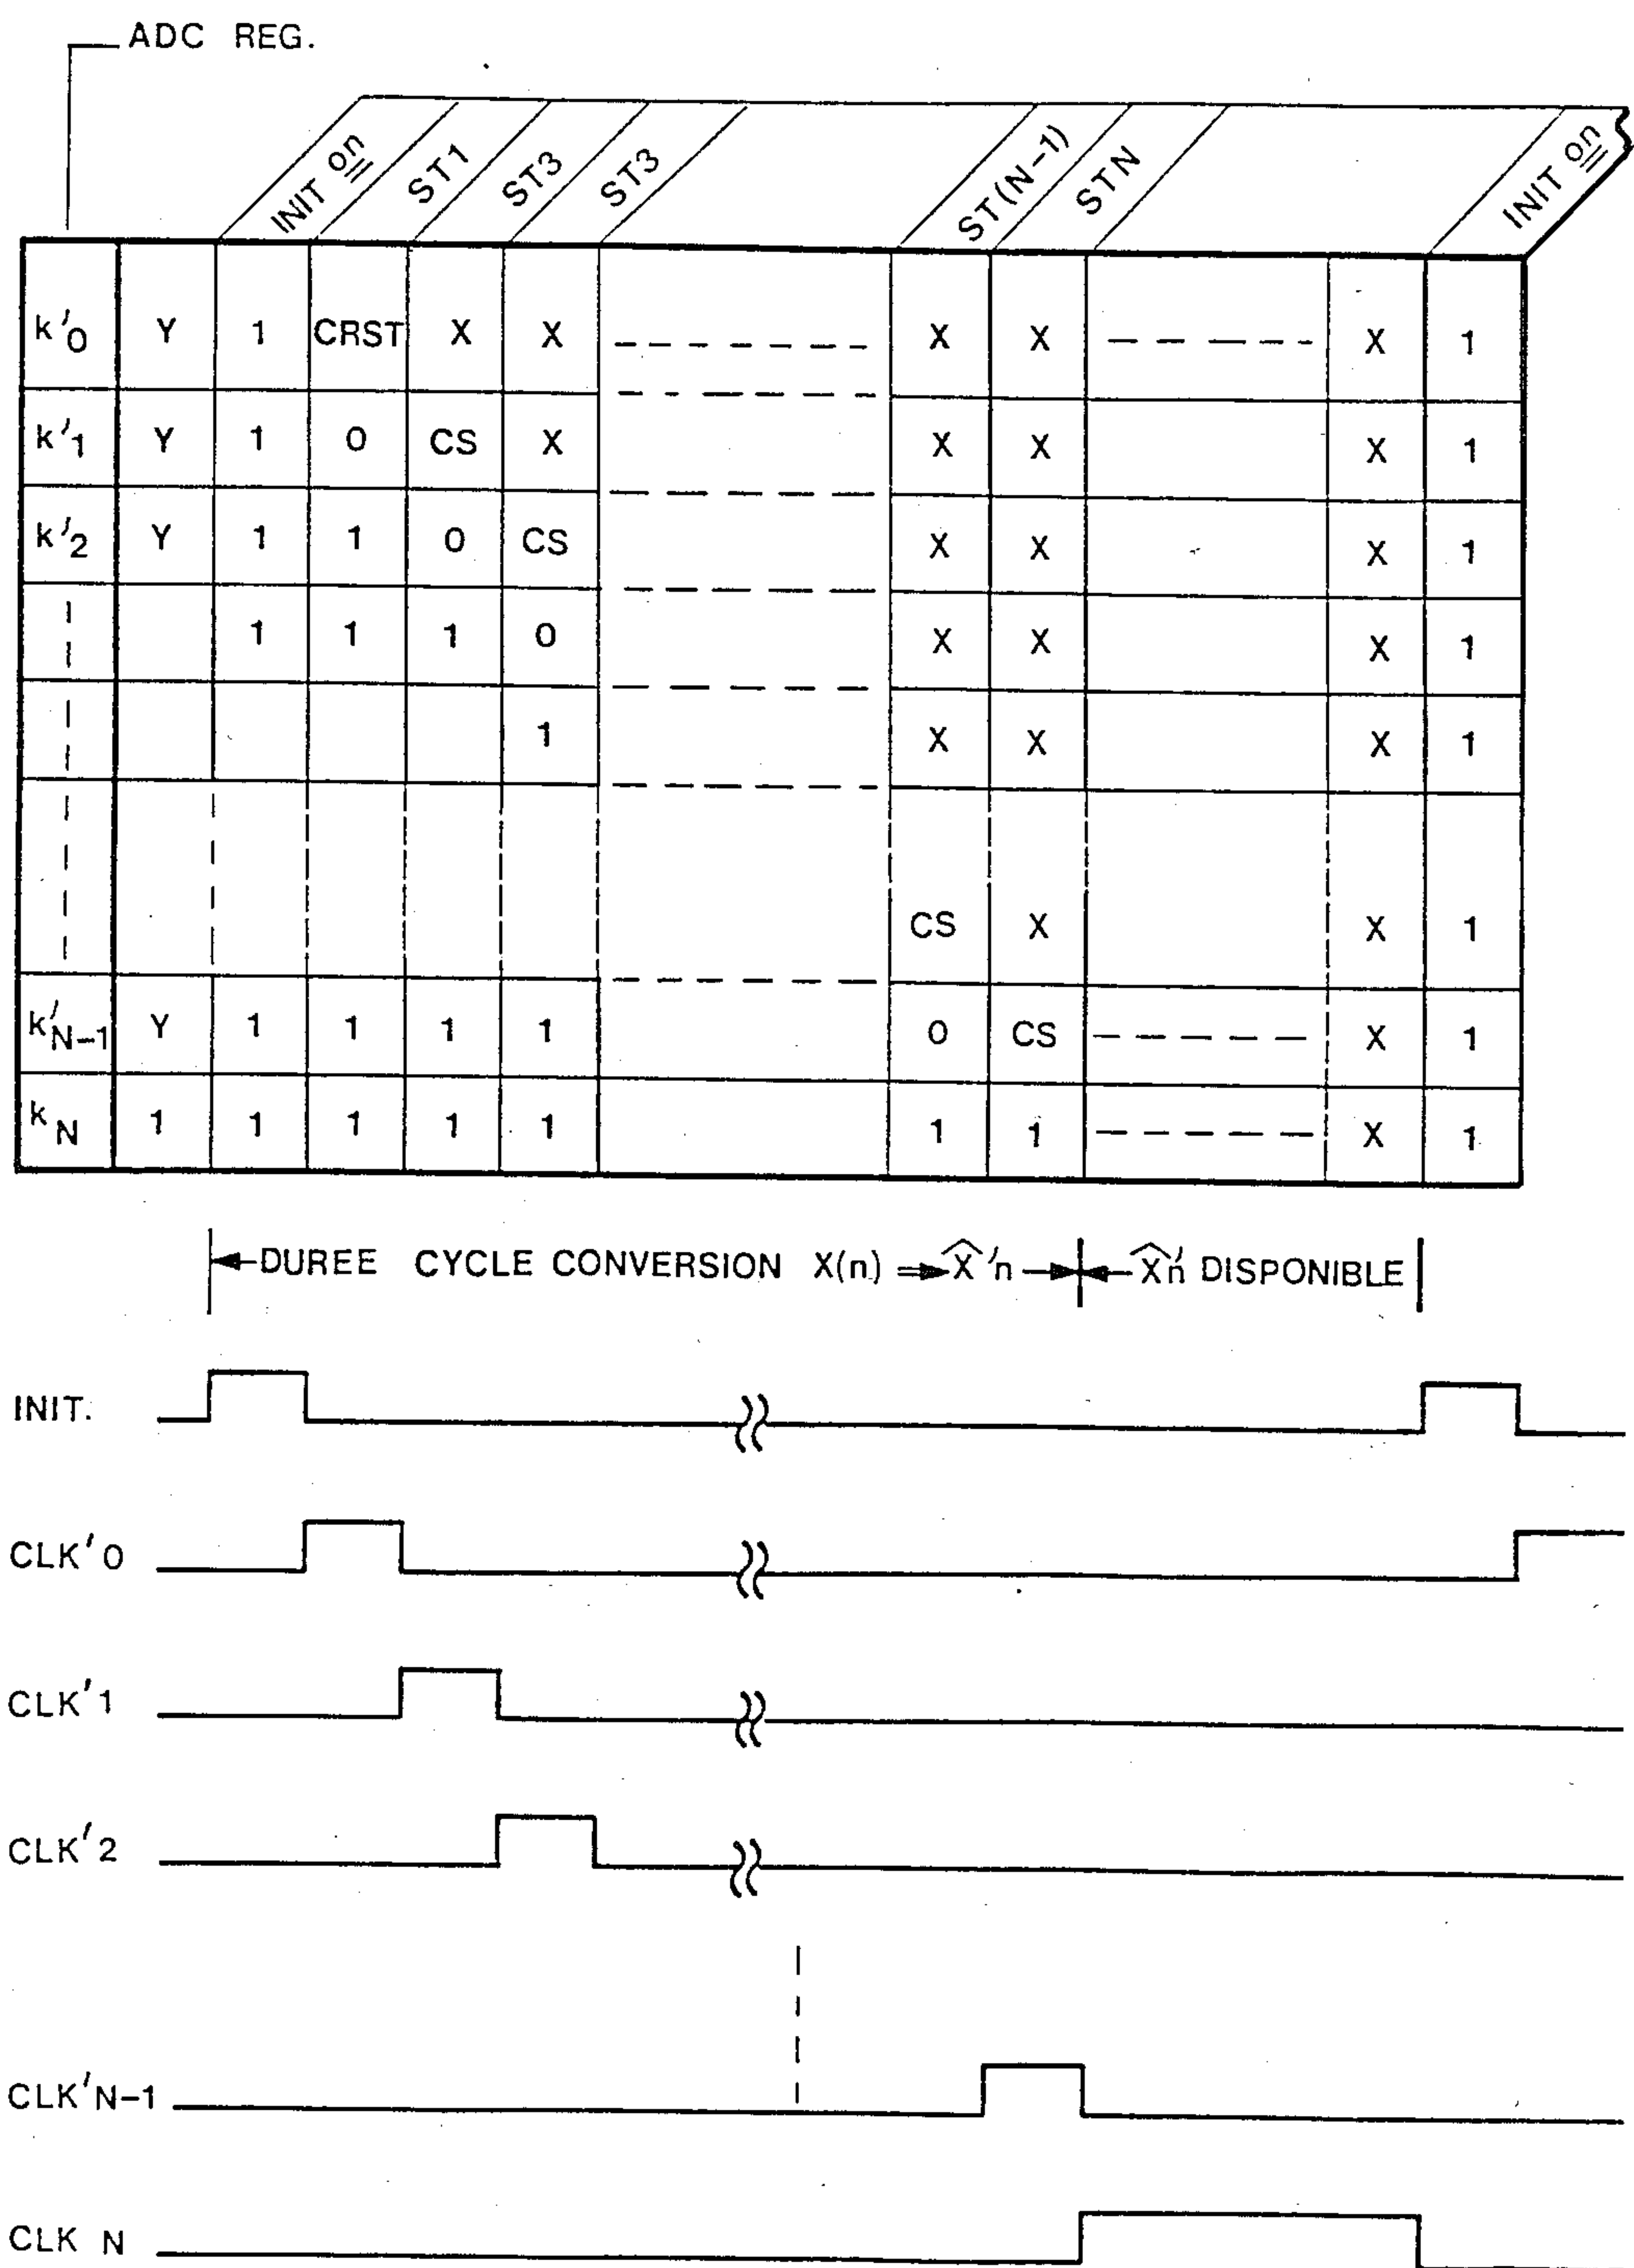 ADC REG.
INIT on ST1 ST3 ST3 ST(N-1) STN INIT on
k'0 Y 1 CRST X X X X X 1
k'1 Y 1 0 CS X X X X 1
k'2 Y 1 1 0 CS X X X 1
1 1 1 0 X X X 1
1 X X X 1
CS X X 1
k'N-1 Y 1 1 1 1 0 CS X 1
kN 1 1 1 1 1 1 1 X 1
DUREE CYCLE CONVERSION X(n) ⇒ X̂'n X̂'n DISPONIBLE
INIT.
CLK'0
CLK'1
CLK'2
CLK'N-1
CLK N